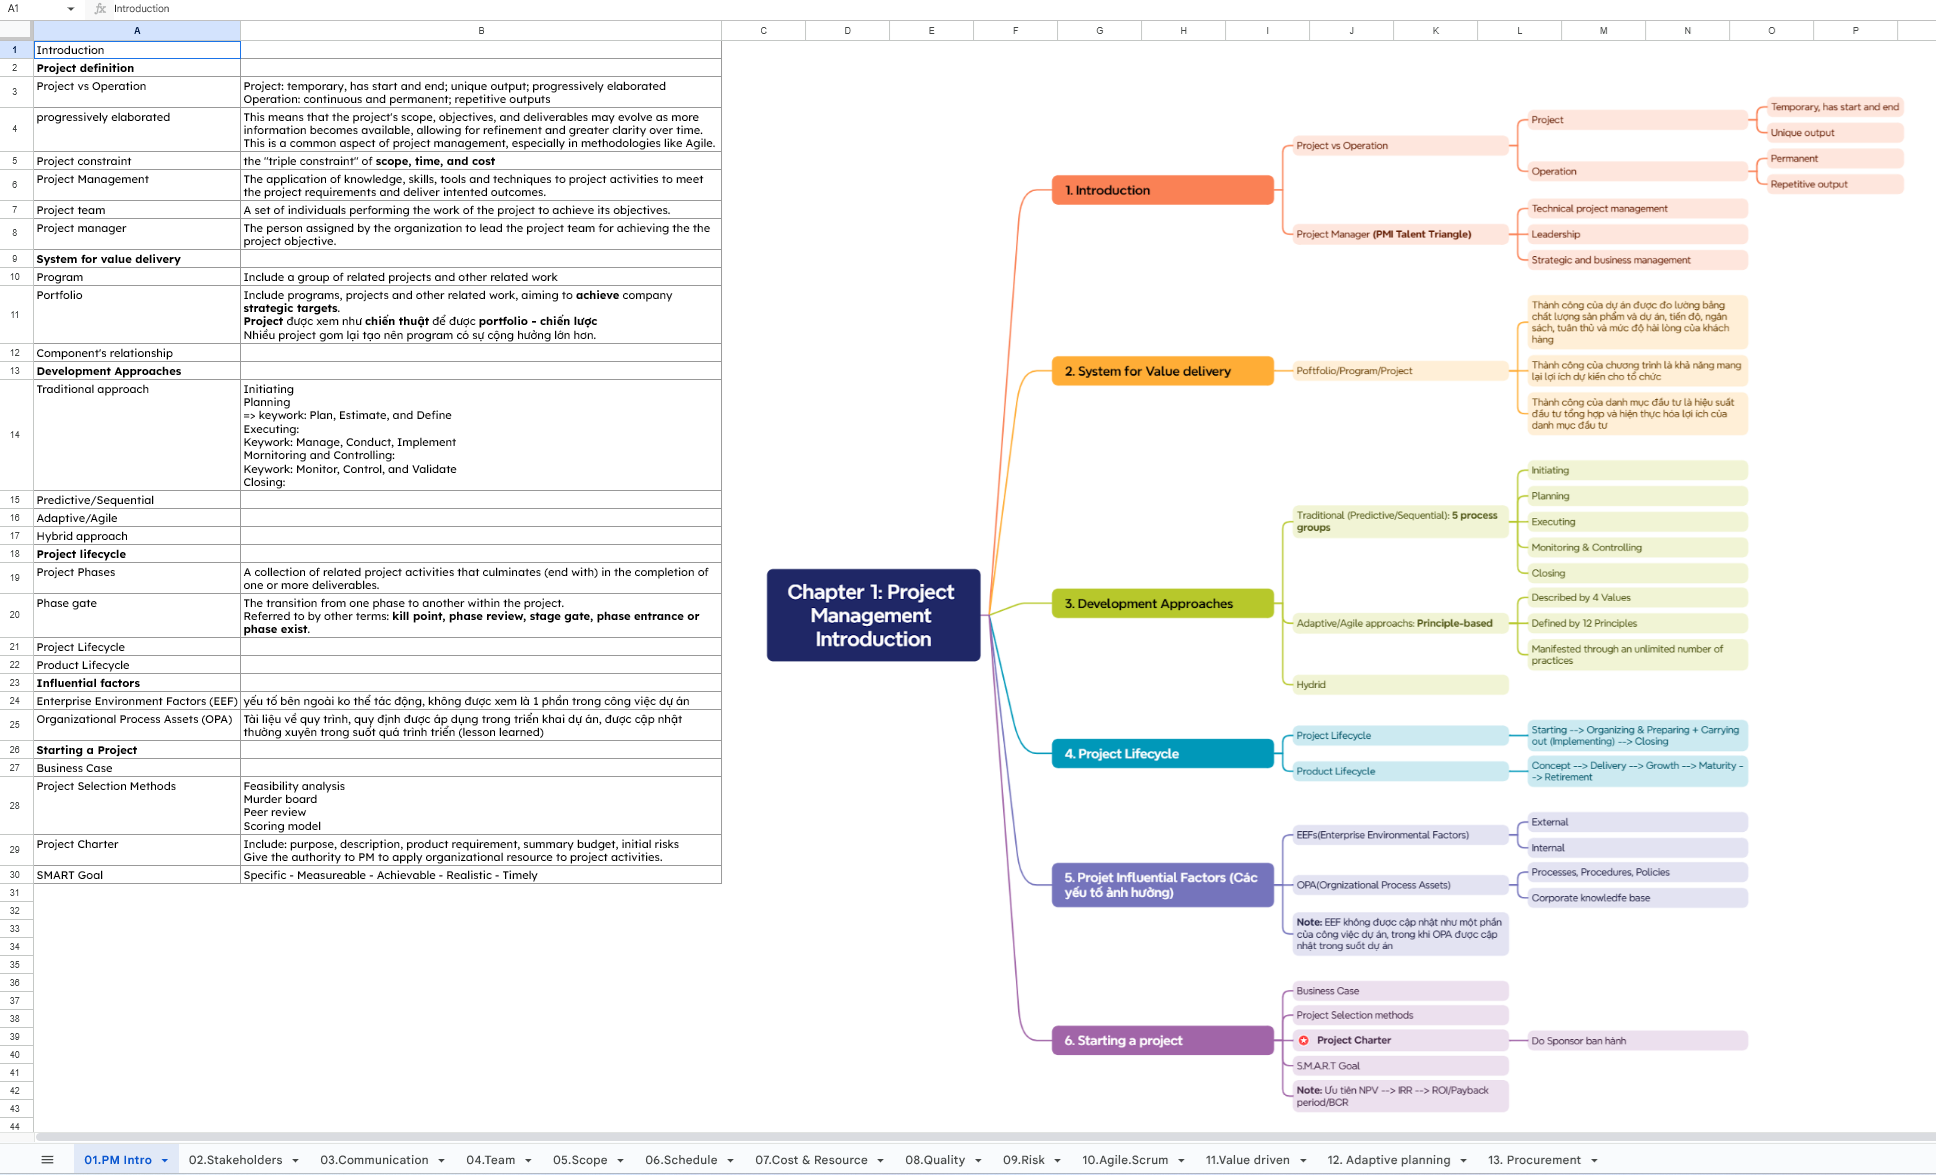 A1
fx Introduction
A B C D E F G H I J K L M N O P
1 Introduction
2 Project definition
3 Project vs Operation
Project: temporary, has start and end; unique output; progressively elaborated
Operation: continuous and permanent; repetitive outputs
4 progressively elaborated
This means that the project's scope, objectives, and deliverables may evolve as more
information becomes available, allowing for refinement and greater clarity over time.
This is a common aspect of project management, especially in methodologies like Agile.
5 Project constraint
the "triple constraint" of scope, time, and cost
6 Project Management
The application of knowledge, skills, tools and techniques to project activities to meet
the project requirements and deliver intented outcomes.
7 Project team
A set of individuals performing the work of the project to achieve its objectives.
8 Project manager
The person assigned by the organization to lead the project team for achieving the the
project objective.
9 System for value delivery
10 Program
Include a group of related projects and other related work
11 Portfolio
Include programs, projects and other related work, aiming to achieve company
strategic targets.
Project được xem như chiến thuật để được portfolio - chiến lược
Nhiều project gom lại tạo nên program có sự cộng hưởng lớn hơn.
12 Component's relationship
13 Development Approaches
14 Traditional approach
Initiating
Planning
=> keywork: Plan, Estimate, and Define
Executing:
Keywork: Manage, Conduct, Implement
Mornitoring and Controlling:
Keywork: Monitor, Control, and Validate
Closing:
15 Predictive/Sequential
16 Adaptive/Agile
17 Hybrid approach
18 Project lifecycle
19 Project Phases
A collection of related project activities that culminates (end with) in the completion of
one or more deliverables.
20 Phase gate
The transition from one phase to another within the project.
Referred to by other terms: kill point, phase review, stage gate, phase entrance or
phase exist.
21 Project Lifecycle
22 Product Lifecycle
23 Influential factors
24 Enterprise Environment Factors (EEF)
yếu tố bên ngoài ko thể tác động, không được xem là 1 phần trong công việc dự án
25 Organizational Process Assets (OPA)
Tài liệu về quy trình, quy định được áp dụng trong triển khai dự án, được cập nhật
thường xuyên trong suốt quá trình triển (lesson learned)
26 Starting a Project
27 Business Case
28 Project Selection Methods
Feasibility analysis
Murder board
Peer review
Scoring model
29 Project Charter
Include: purpose, description, product requirement, summary budget, initial risks
Give the authority to PM to apply organizational resource to project activities.
30 SMART Goal
Specific - Measureable - Achievable - Realistic - Timely
31
32
33
34
35
36
37
38
39
40
41
42
43
44
Chapter 1: Project
Management
Introduction
1. Introduction
Project vs Operation
Project
Temporary, has start and end
Unique output
Operation
Permanent
Repetitive output
Project Manager (PMI Talent Triangle)
Technical project management
Leadership
Strategic and business management
2. System for Value delivery
Poftfolio/Program/Project
Thành công của dự án được đo lường bằng
chất lượng sản phẩm và dự án, tiến độ, ngân
sách, tuân thủ và mức độ hài lòng của khách
hàng
Thành công của chương trình là khả năng mang
lại lợi ích dự kiến cho tổ chức
Thành công của danh mục đầu tư là hiệu suất
đầu tư tổng hợp và hiện thực hóa lợi ích của
danh mục đầu tư
3. Development Approaches
Traditional (Predictive/Sequential): 5 process
groups
Initiating
Planning
Executing
Monitoring & Controlling
Closing
Adaptive/Agile approachs: Principle-based
Described by 4 Values
Defined by 12 Principles
Manifested through an unlimited number of
practices
Hydrid
4. Project Lifecycle
Project Lifecycle
Starting --> Organizing & Preparing + Carrying
out (Implementing) --> Closing
Product Lifecycle
Concept --> Delivery --> Growth --> Maturity -
-> Retirement
5. Projet Influential Factors (Các
yếu tố ảnh hưởng)
EEFs(Enterprise Environmental Factors)
External
Internal
OPA(Orgnizational Process Assets)
Processes, Procedures, Policies
Corporate knowledfe base
Note: EEF không được cập nhật như một phần
của công việc dự án, trong khi OPA được cập
nhật trong suốt dự án
6. Starting a project
Business Case
Project Selection methods
Project Charter
Do Sponsor ban hành
S.M.A.R.T Goal
Note: Ưu tiên NPV --> IRR --> ROI/Payback
period/BCR
01.PM Intro 02.Stakeholders 03.Communication 04.Team 05.Scope 06.Schedule 07.Cost & Resource 08.Quality 09.Risk 10.Agile.Scrum 11.Value driven 12. Adaptive planning 13. Procurement